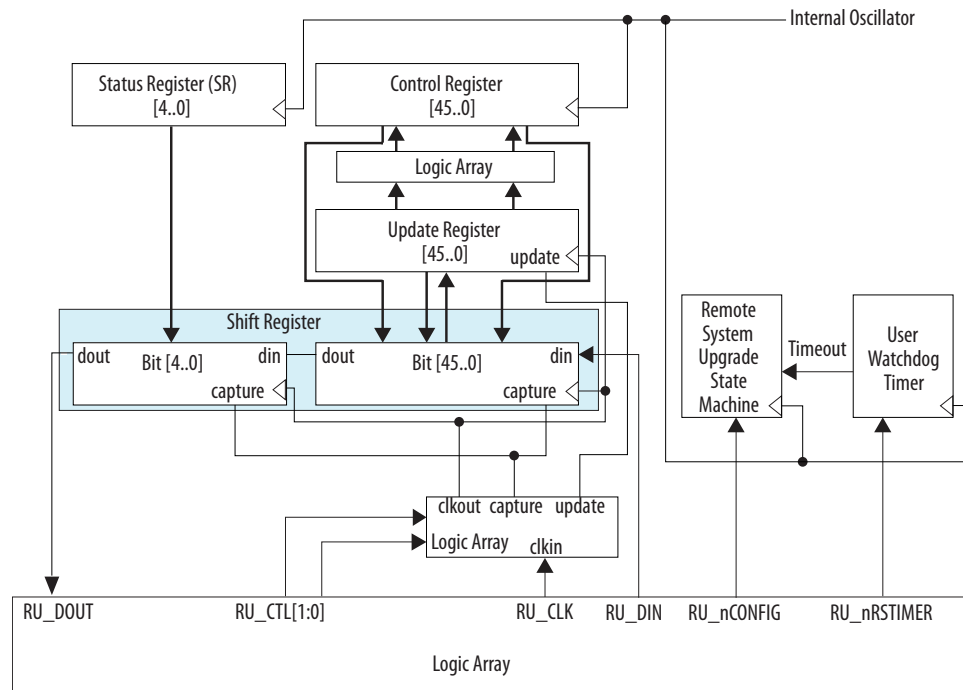 Internal Oscillator
Status Register (SR)
[4..0]
Control Register
[45..0]
Logic Array
Update Register
[45..0]
update
Shift Register
dout
Bit [4..0]
din
capture
dout
Bit [45..0]
din
capture
Remote
System
Upgrade
State
Machine
Timeout
User
Watchdog
Timer
clkout
capture
update
Logic Array
clkin
RU_DOUT
RU_CTL[1:0]
RU_CLK
RU_DIN
RU_nCONFIG
RU_nRSTIMER
Logic Array